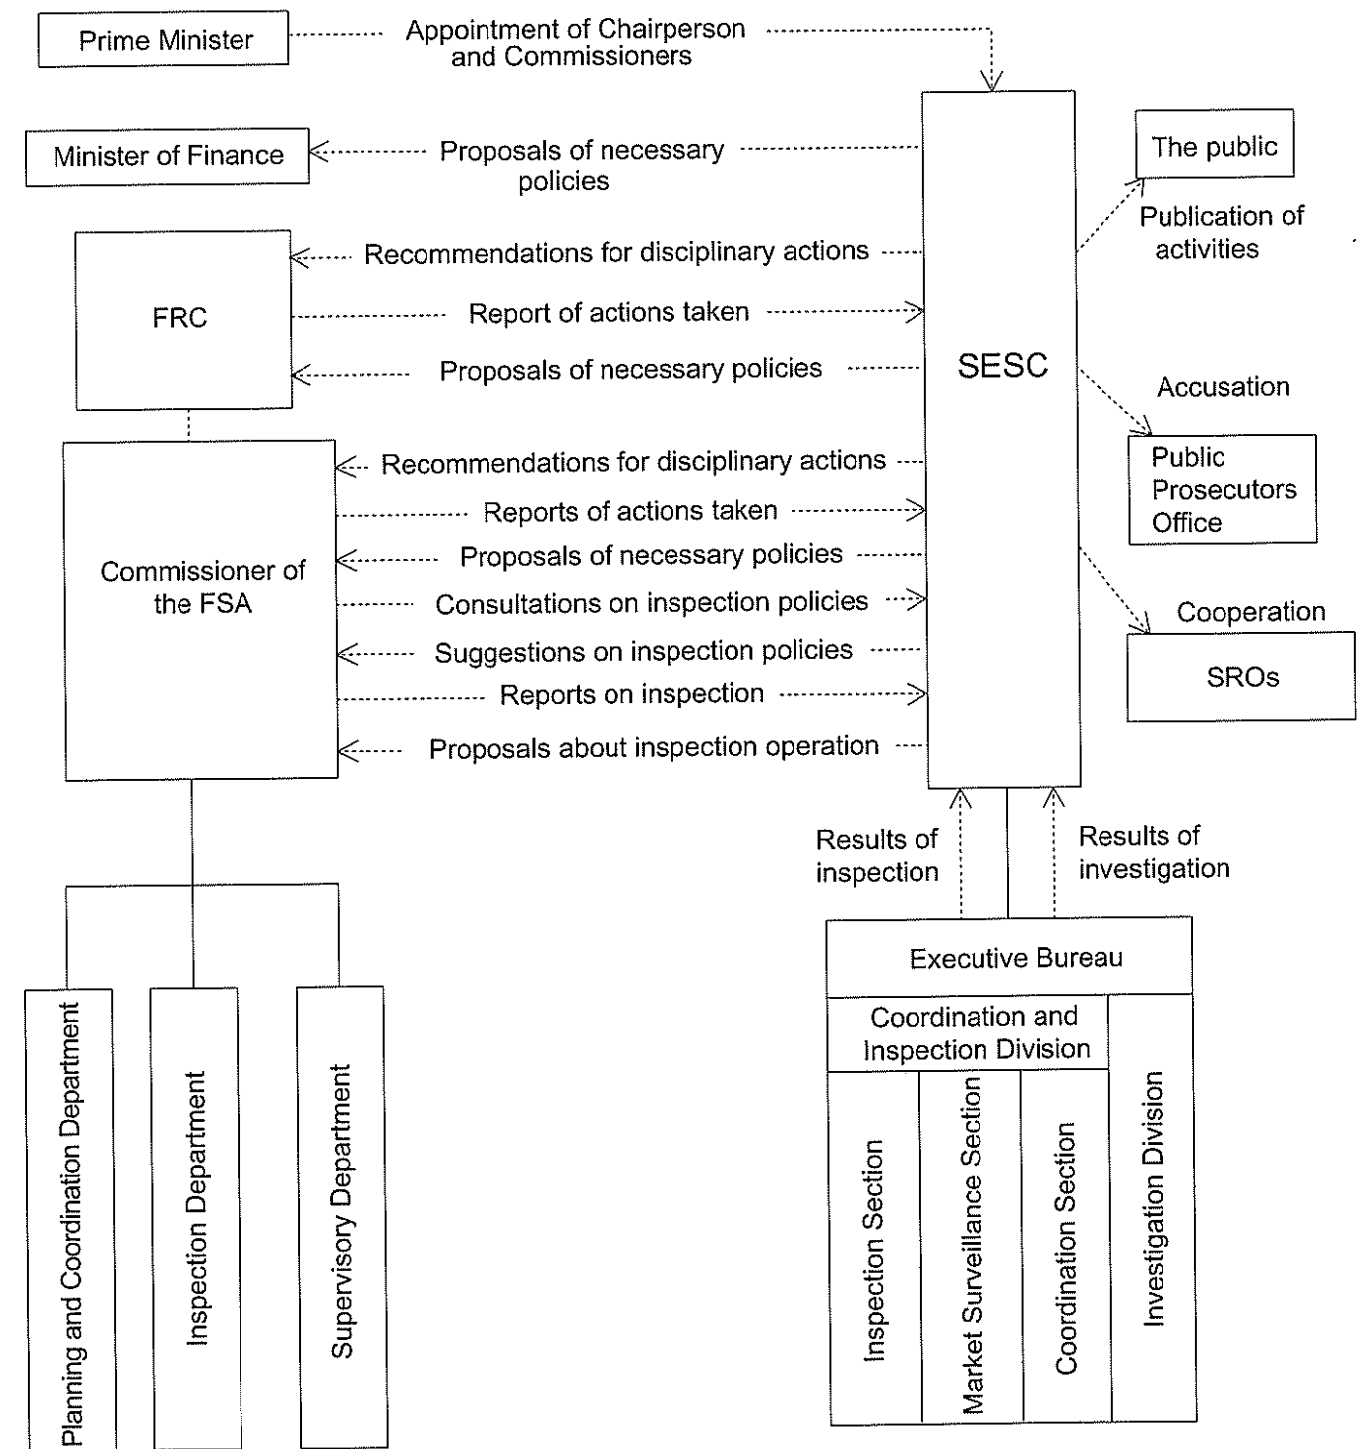 Prime Minister
Appointment of Chairperson
and Commissioners
Minister of Finance
Proposals of necessary
policies
The public
Publication of
activities
FRC
Recommendations for disciplinary actions
Report of actions taken
Proposals of necessary policies
SESC
Accusation
Public
Prosecutors
Office
Commissioner of
the FSA
Recommendations for disciplinary actions
Reports of actions taken
Proposals of necessary policies
Consultations on inspection policies
Suggestions on inspection policies
Reports on inspection
Proposals about inspection operation
Cooperation
SROs
Results of
inspection
Results of
investigation
Executive Bureau
Coordination and
Inspection Division
Planning and Coordination Department
Inspection Department
Supervisory Department
Inspection Section
Market Surveillance Section
Coordination Section
Investigation Division